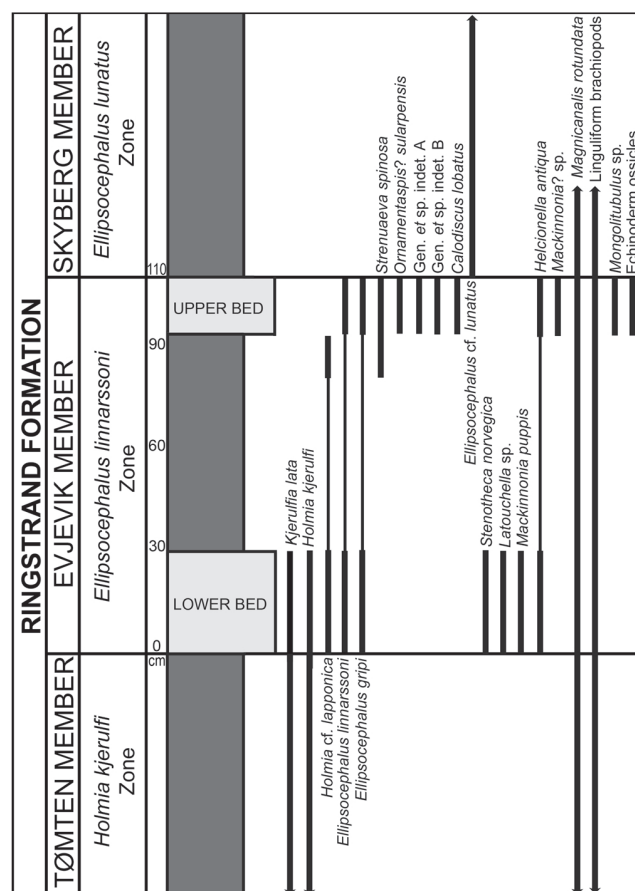 RINGSTRAND FORMATION
SKYBERG MEMBER
Ellipsocephalus lunatus
Zone
EVJEVIK MEMBER
Ellipsocephalus linnarssoni
Zone
TØMTEN MEMBER
Holmia kjerulfi
Zone
110
90
60
30
0
cm
UPPER BED
LOWER BED
Kjerulfia lata
Holmia kjerulfi
Holmia cf. lapponica
Ellipsocephalus linnarssoni
Ellipsocephalus gripi
Strenuaeva spinosa
Ornamentaspis? sularpensis
Gen. et sp. indet. A
Gen. et sp. indet. B
Calodiscus lobatus
Ellipsocephalus cf. lunatus
Stenotheca norvegica
Latouchella sp.
Mackinnonia puppis
Helcionella antiqua
Mackinnonia? sp.
Magnicanalis rotundata
Linguliform brachiopods
Mongolitubulus sp.
Echinoderm ossicles